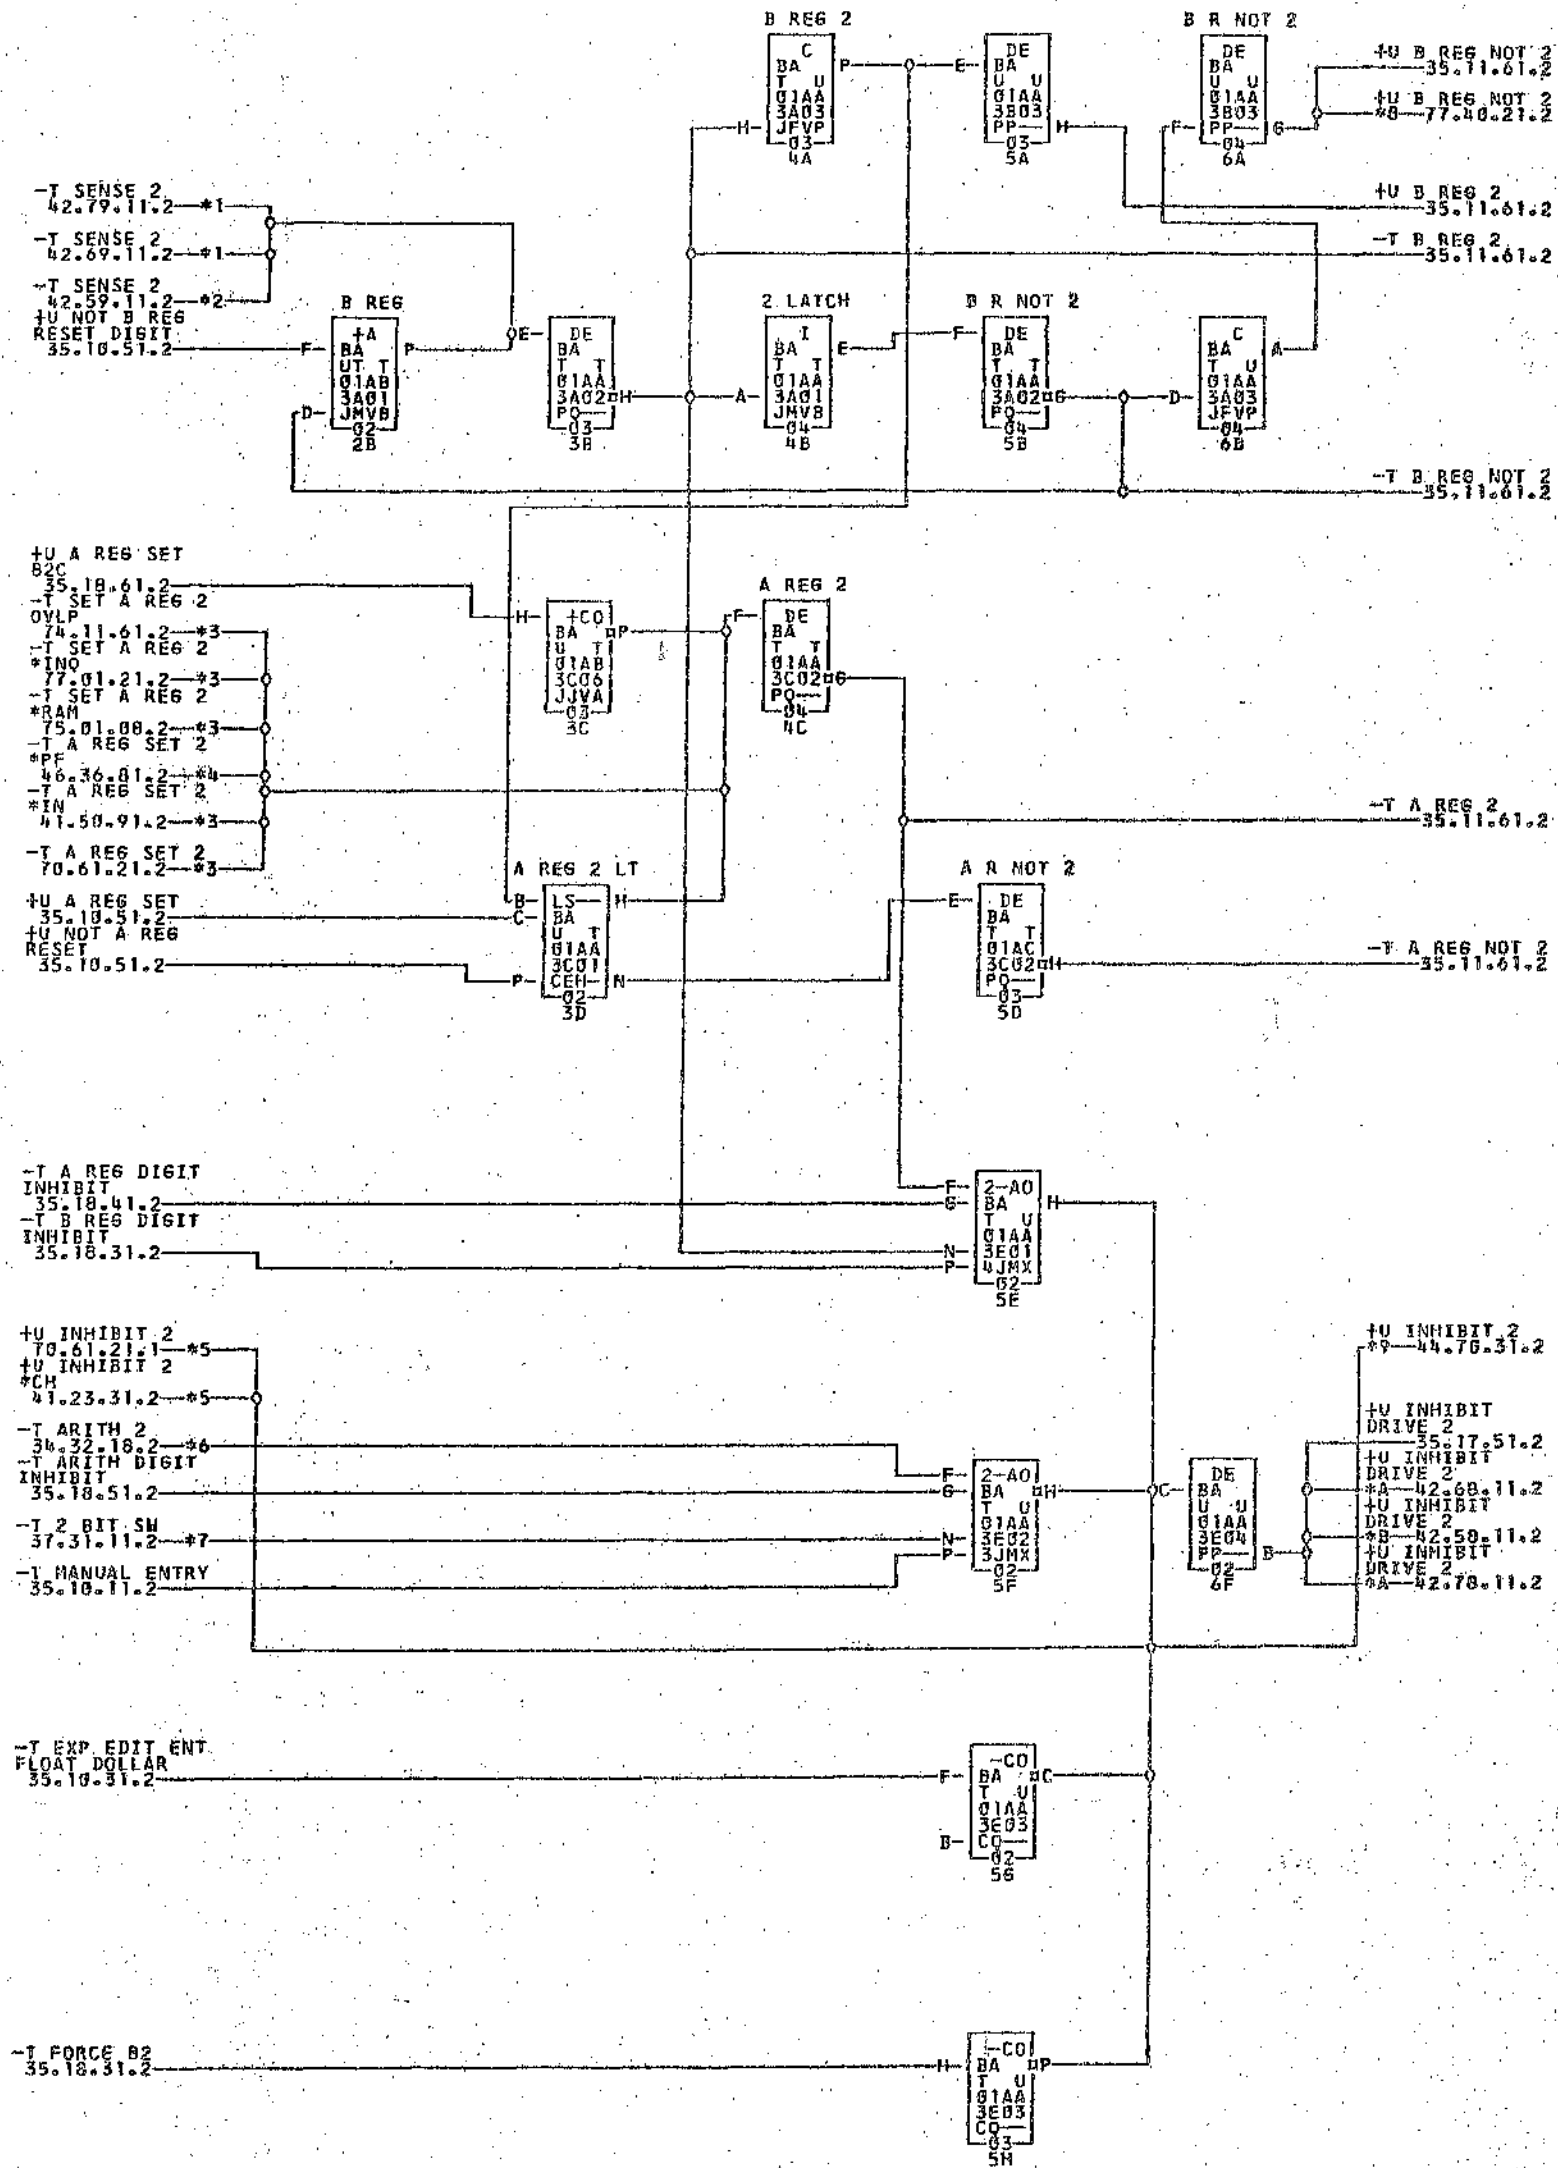 B REG 2
C
BA
T U
01AA
3A03
JFVP
03
4A
P
H
DE
BA
U U
01AA
3B03
PP
03
5A
E
H
B R NOT 2
DE
BA
U U
01AA
3B03
PP
04
6A
F
G
+U B REG NOT 2
35.11.61.2
+U B REG NOT 2
*8 77.40.21.2
+U B REG 2
35.11.61.2
-T B REG 2
35.11.61.2
-T SENSE 2
42.79.11.2 *1
-T SENSE 2
42.69.11.2 *1
-T SENSE 2
42.59.11.2 *2
+U NOT B REG
RESET DIGIT
35.10.51.2
B REG
+A
BA
UT T
01AB
3A01
JMVB
02
2B
F
D
P
DE
BA
T T
01AA
3A02
PQ
03
3B
E
H
2 LATCH
I
BA
T T
01AA
3A01
JMVB
04
4B
A
E
B R NOT 2
DE
BA
T T
01AA
3A02
PQ
04
5B
F
G
C
BA
T U
01AA
3A03
JFVP
04
6B
D
A
-T B REG NOT 2
35.11.61.2
+U A REG SET
B2C
35.18.61.2
-T SET A REG 2
OVLP
74.11.61.2 *3
-T SET A REG 2
*INQ
77.01.21.2 *3
-T SET A REG 2
*RAM
75.01.08.2 *3
-T A REG SET 2
*PF
46.36.81.2 *4
-T A REG SET 2
*IN
41.50.91.2 *3
-T A REG SET 2
70.61.21.2 *3
+U A REG SET
35.10.51.2
+U NOT A REG
RESET
35.10.51.2
+CO
BA
U T
01AB
3C06
JJVA
03
3C
H
P
A REG 2
DE
BA
T T
01AA
3C02
PQ
04
4C
F
G
-T A REG 2
35.11.61.2
A REG 2 LT
LS
BA
U T
01AA
3C01
CEH
02
3D
B
C
P
H
N
A R NOT 2
DE
BA
T T
01AC
3C02
PQ
03
5D
E
H
-T A REG NOT 2
35.11.61.2
-T A REG DIGIT
INHIBIT
35.18.41.2
-T B REG DIGIT
INHIBIT
35.18.31.2
2-AO
BA
T U
01AA
3E01
4JMX
02
5E
F
G
N
P
H
+U INHIBIT 2
70.61.21.1 *5
+U INHIBIT 2
*CH
41.23.31.2 *5
-T ARITH 2
34.32.18.2 *6
-T ARITH DIGIT
INHIBIT
35.18.51.2
-T 2 BIT SW
37.31.11.2 *7
-T MANUAL ENTRY
35.10.11.2
2-AO
BA
T U
01AA
3E02
3JMX
02
5F
F
G
N
P
H
DE
BA
U U
01AA
3E04
PP
02
6F
C
B
+U INHIBIT 2
*9 44.70.31.2
+U INHIBIT
DRIVE 2
35.17.51.2
+U INHIBIT
DRIVE 2
*A 42.60.11.2
+U INHIBIT
DRIVE 2
*B 42.50.11.2
+U INHIBIT
DRIVE 2
*A 42.70.11.2
-T EXP EDIT ENT
FLOAT DOLLAR
35.10.31.2
-CO
BA
T U
01AA
3E03
CQ
02
5G
F
B
C
-T FORCE B2
35.18.31.2
-CO
BA
T U
01AA
3E03
CQ
03
5H
H
P